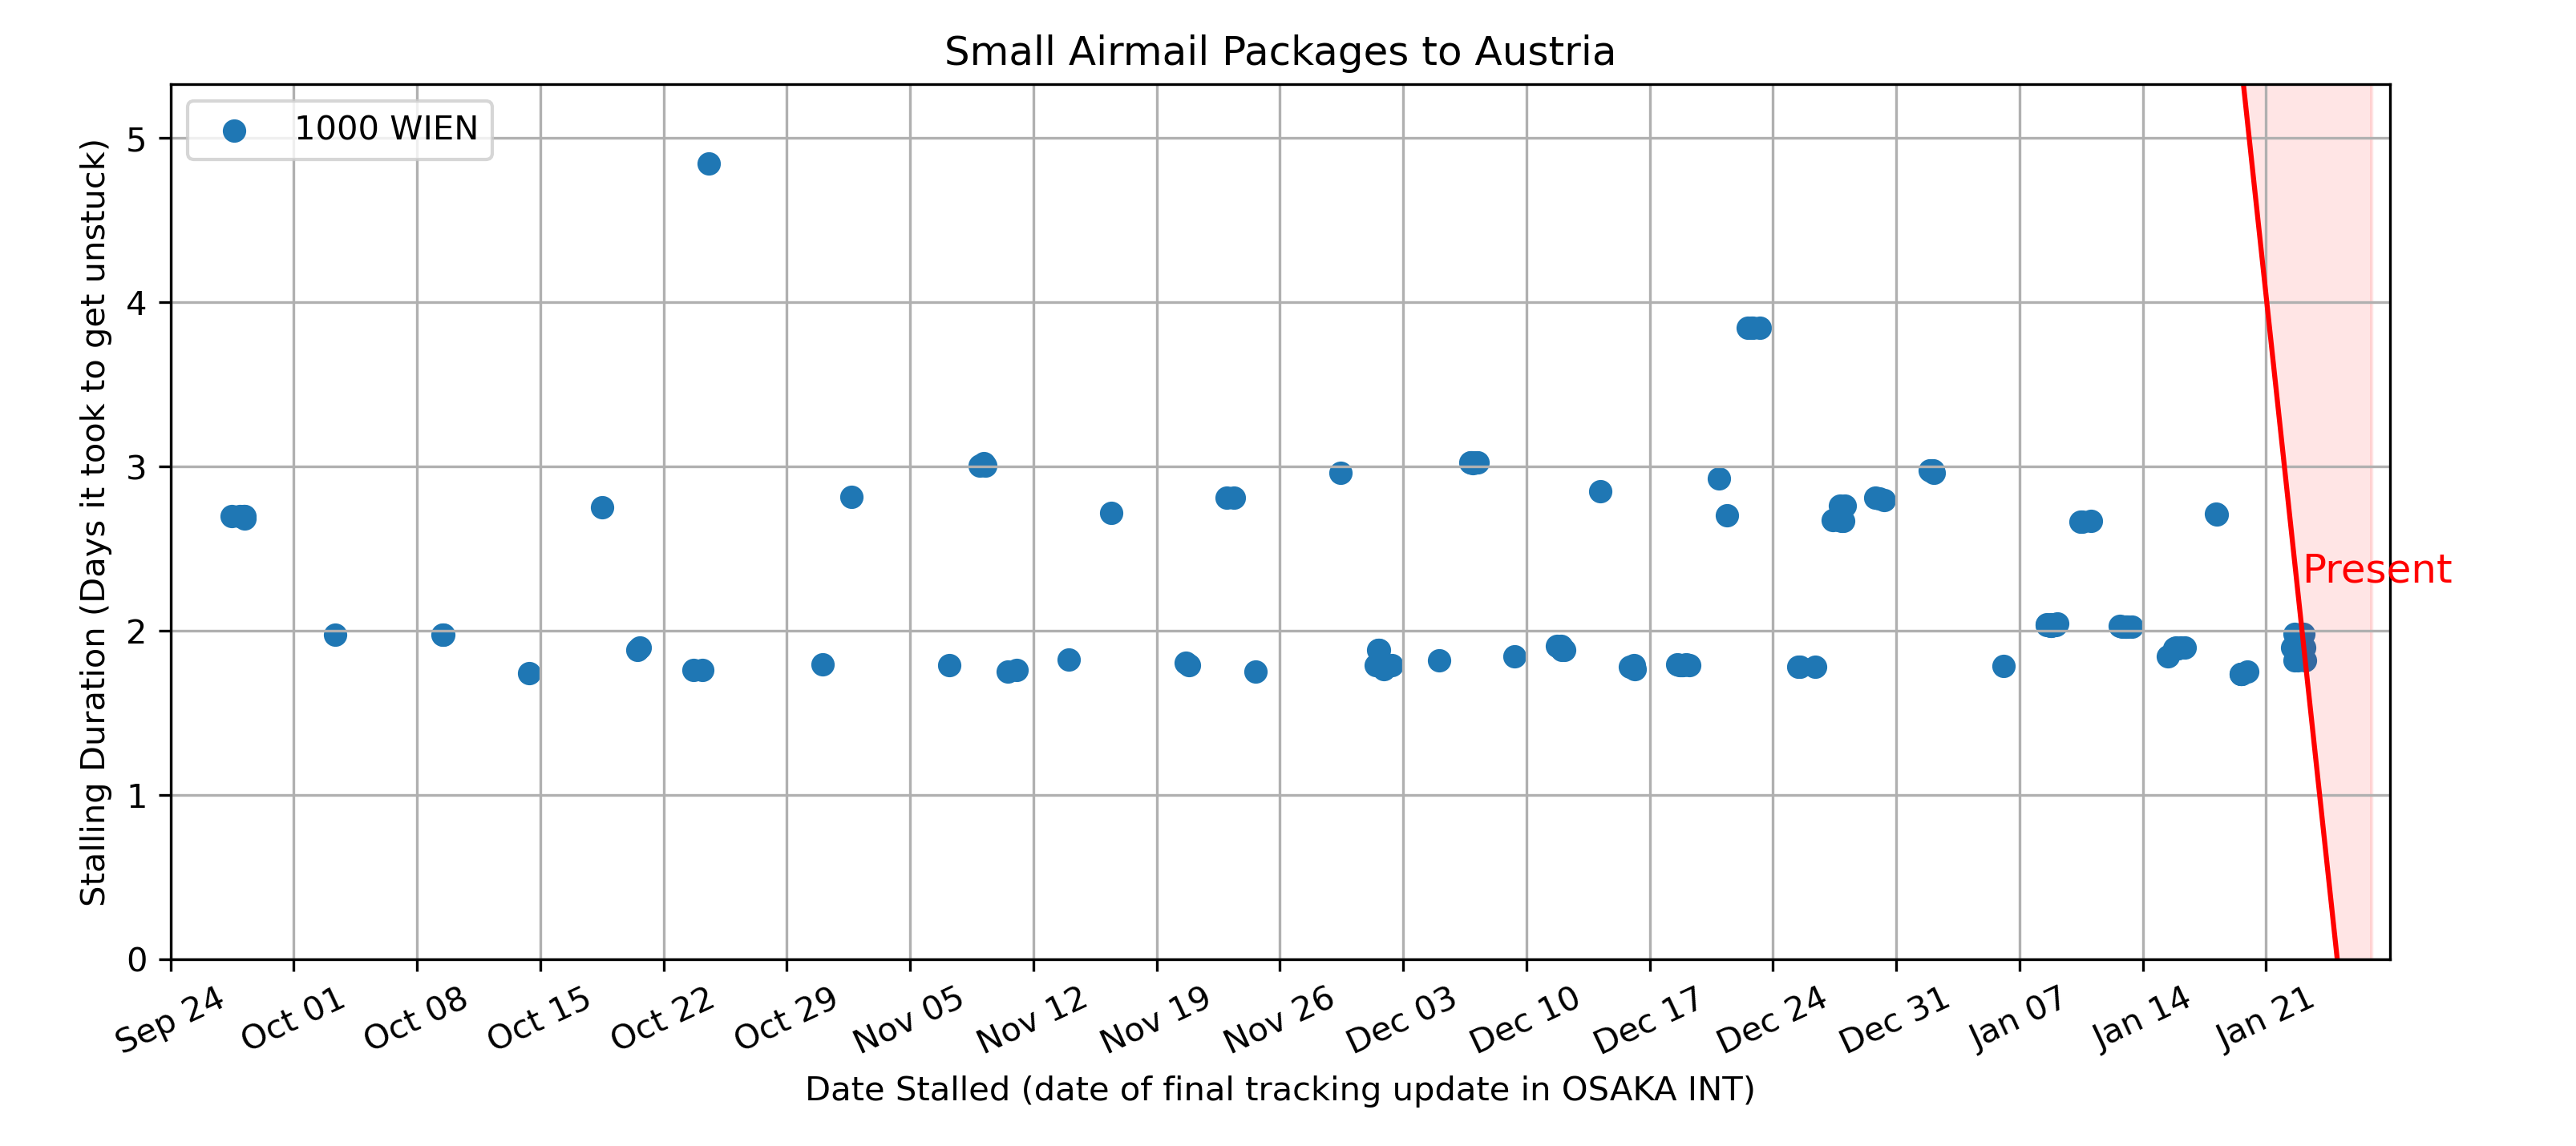 Small Airmail Packages to Austria
1000 WIEN
Stalling Duration (Days it took to get unstuck)
5
4
3
2
1
0
Present
Sep 24
Oct 01
Oct 08
Oct 15
Oct 22
Oct 29
Nov 05
Nov 12
Nov 19
Nov 26
Dec 03
Dec 10
Dec 17
Dec 24
Dec 31
Jan 07
Jan 14
Jan 21
Date Stalled (date of final tracking update in OSAKA INT)